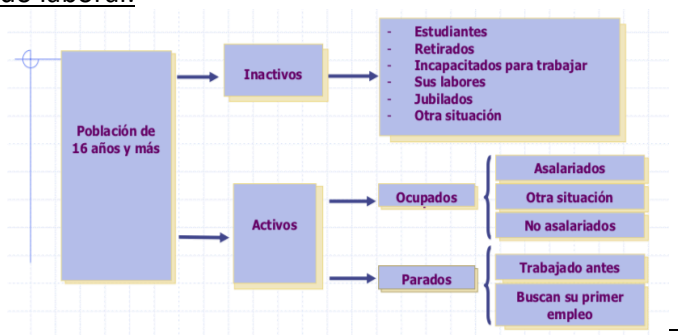 laboral.
Inactivos
- Estudiantes
- Retirados
- Incapacitados para trabajar
- Sus labores
- Jubilados
- Otra situación
Población de
16 años y más
Activos
Ocupados
Asalariados
Otra situación
No asalariados
Parados
Trabajado antes
Buscan su primer
empleo